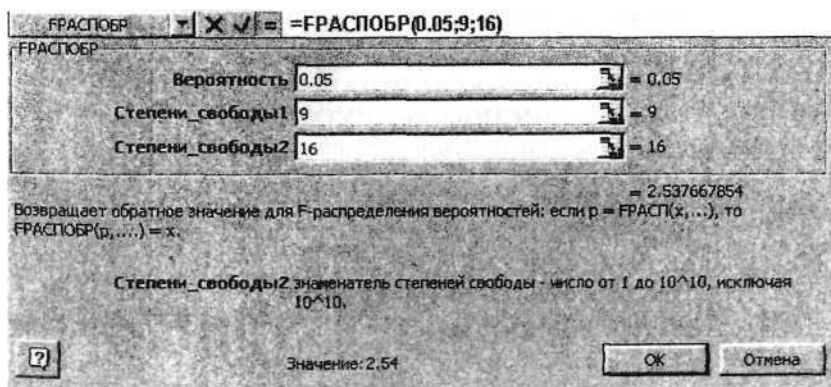 FРАСПОБР = =FРАСПОБР(0.05;9;16)
FРАСПОБР
Вероятность 0,05 = 0,05
Степени_свободы1 9 = 9
Степени_свободы2 16 = 16
= 2,537667854
Возвращает обратное значение для F-распределения вероятностей: если p = FРАСП(x,...), то
FРАСПОБР(p,....) = x.
Степени_свободы2 знаменатель степеней свободы - число от 1 до 10^10, исключая
10^10.
? Значение:2,54 ОК Отмена